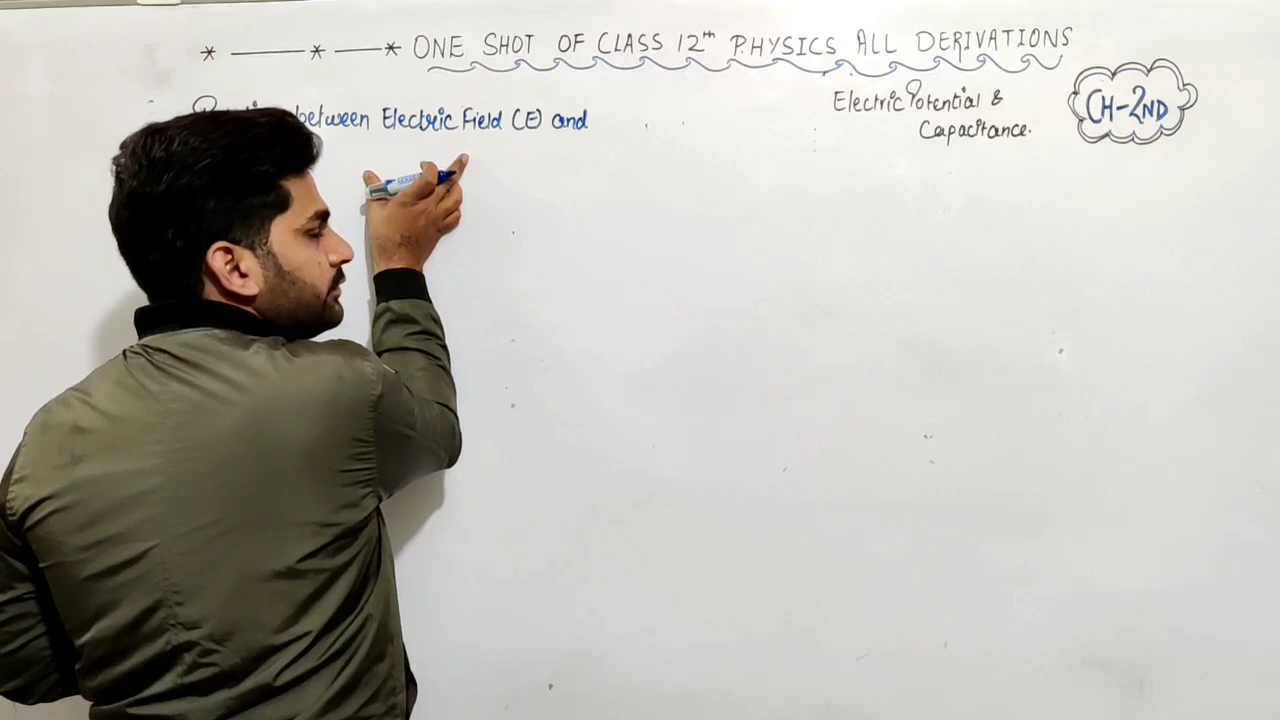 * —— * —— * ONE SHOT OF CLASS 12th PHYSICS ALL DERIVATIONS
Electric Potential &
Capacitance.
CH-2ND
between Electric Field (E) and